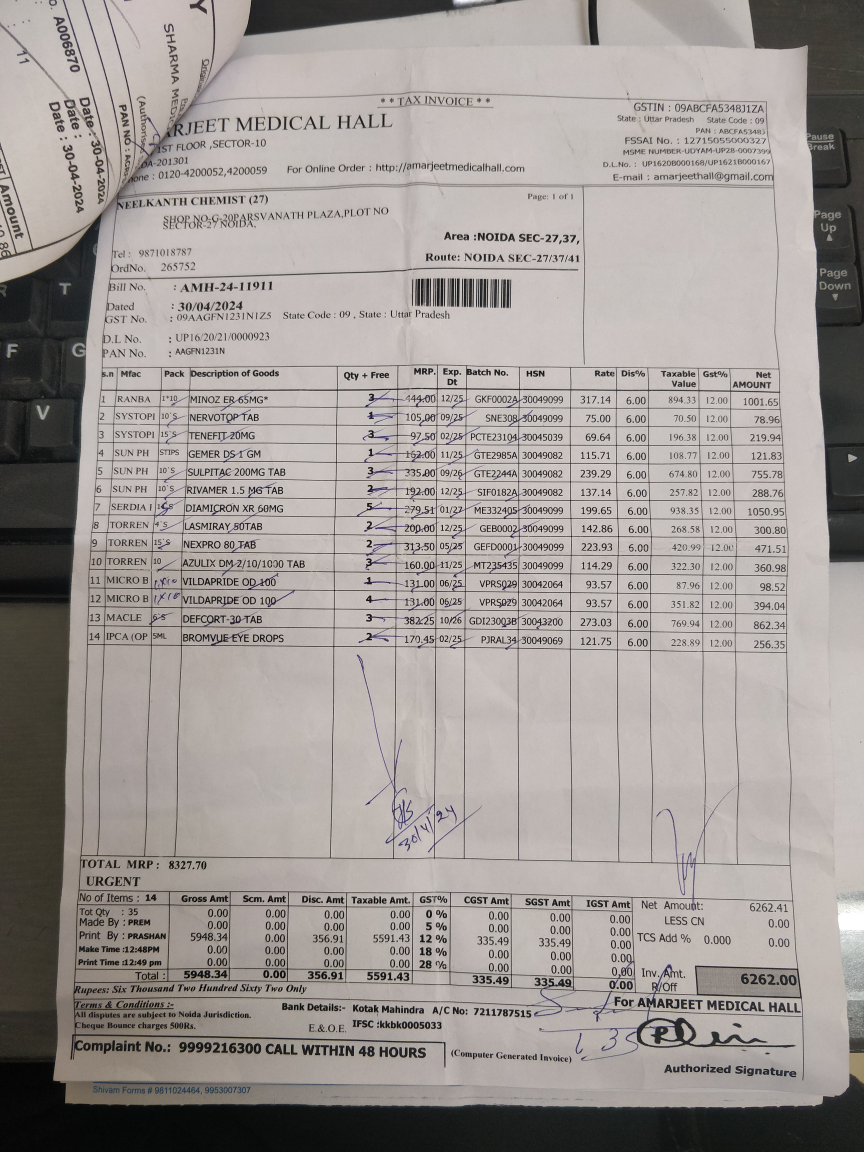 A006870
11
SHARMA MED
Date : 30-04-2024
Date : 30-04-2024
PAN NO
Amount
** TAX INVOICE **
GSTIN : 09ABCFA5348J1ZA
State : Uttar Pradesh State Code : 09
PAN : ABCFA5348J
FSSAI No. : 12715055000327
MSME NUMBER-UDYAM-UP28-0007399
D.L.No. : UP1620B000168/UP1621B000167
E-mail : amarjeethall@gmail.com
ARJEET MEDICAL HALL
1ST FLOOR ,SECTOR-10
DA-201301
one : 0120-4200052,4200059 For Online Order : http://amarjeetmedicalhall.com
NEELKANTH CHEMIST (27) Page: 1 of 1
SHOP NO-G-20PARSVANATH PLAZA,PLOT NO
SECTOR-27 NOIDA,
Area :NOIDA SEC-27,37,
Tel : 9871018787 Route: NOIDA SEC-27/37/41
OrdNo. 265752
Bill No. : AMH-24-11911
Dated : 30/04/2024
GST No. : 09AAGFN1231N1Z5 State Code : 09 , State : Uttar Pradesh
D.L No. : UP16/20/21/0000923
PAN No. : AAGFN1231N
s.n Mfac Pack Description of Goods Qty + Free MRP. Exp. Dt Batch No. HSN Rate Dis% Taxable Value Gst% Net AMOUNT
1 RANBA 1*10 MINOZ ER 65MG* 3 444.00 12/25 GKF0002A 30049099 317.14 6.00 894.33 12.00 1001.65
2 SYSTOPI 10`S NERVOTOP TAB 1 105.00 09/25 SNE308 30049099 75.00 6.00 70.50 12.00 78.96
3 SYSTOPI 15`S TENEFIT 20MG 3 97.50 02/25 PCTE23104 30045039 69.64 6.00 196.38 12.00 219.94
4 SUN PH STIPS GEMER DS 1 GM 1 162.00 11/25 GTE2985A 30049082 115.71 6.00 108.77 12.00 121.83
5 SUN PH 10`S SULPITAC 200MG TAB 3 335.00 09/26 GTE2244A 30049082 239.29 6.00 674.80 12.00 755.78
6 SUN PH 10`S RIVAMER 1.5 MG TAB 2 192.00 12/25 SIF0182A 30049082 137.14 6.00 257.82 12.00 288.76
7 SERDIA I DIAMICRON XR 60MG 5 279.51 01/27 ME332405 30049099 199.65 6.00 938.35 12.00 1050.95
8 TORREN 4`S LASMIRAY 50TAB 2 200.00 12/25 GEB0002 30049099 142.86 6.00 268.58 12.00 300.80
9 TORREN 15`S NEXPRO 80 TAB 2 313.50 05/25 GEFD0001 30049099 223.93 6.00 420.99 12.00 471.51
10 TORREN 10 AZULIX DM 2/10/1000 TAB 3 160.00 11/25 MT235435 30049099 114.29 6.00 322.30 12.00 360.98
11 MICRO B 1x10 VILDAPRIDE OD 100 1 131.00 06/25 VPRS029 30042064 93.57 6.00 87.96 12.00 98.52
12 MICRO B 1x10 VILDAPRIDE OD 100 4 131.00 06/25 VPRS029 30042064 93.57 6.00 351.82 12.00 394.04
13 MACLE 6`S DEFCORT-30 TAB 3 382.25 10/26 GDI23003B 30043200 273.03 6.00 769.94 12.00 862.34
14 IPCA (OP 5ML BROMVUE EYE DROPS 2 170.45 02/25 PJRAL34 30049069 121.75 6.00 228.89 12.00 256.35
30/4/24
TOTAL MRP : 8327.70
URGENT
No of Items : 14 Gross Amt Scm. Amt Disc. Amt Taxable Amt. GST% CGST Amt SGST Amt IGST Amt Net Amount: 6262.41
Tot Qty : 35 0.00 0.00 0.00 0.00 0 % 0.00 0.00 0.00 LESS CN 0.00
Made By : PREM 0.00 0.00 0.00 0.00 5 % 0.00 0.00 0.00
Print By : PRASHAN 5948.34 0.00 356.91 5591.43 12 % 335.49 335.49 0.00 TCS Add % 0.000 0.00
Make Time :12:48PM 0.00 0.00 0.00 0.00 18 % 0.00 0.00 0.00
Print Time :12:49 pm 0.00 0.00 0.00 0.00 28 % 0.00 0.00 0.00
Total : 5948.34 0.00 356.91 5591.43 335.49 335.49 0.00 Inv. Amt. R/Off 6262.00
Rupees: Six Thousand Two Hundred Sixty Two Only
Terms & Conditions :- Bank Details:- Kotak Mahindra A/C No: 7211787515 For AMARJEET MEDICAL HALL
All disputes are subject to Noida Jurisdiction.
Cheque Bounce charges 500Rs. E.& O.E. IFSC :kkbk0005033
Complaint No.: 9999216300 CALL WITHIN 48 HOURS (Computer Generated Invoice)
Authorized Signature
Shivam Forms # 9811024464, 9953007307
Pause
Break
Page
Up
Page
Down
T
F
G
V